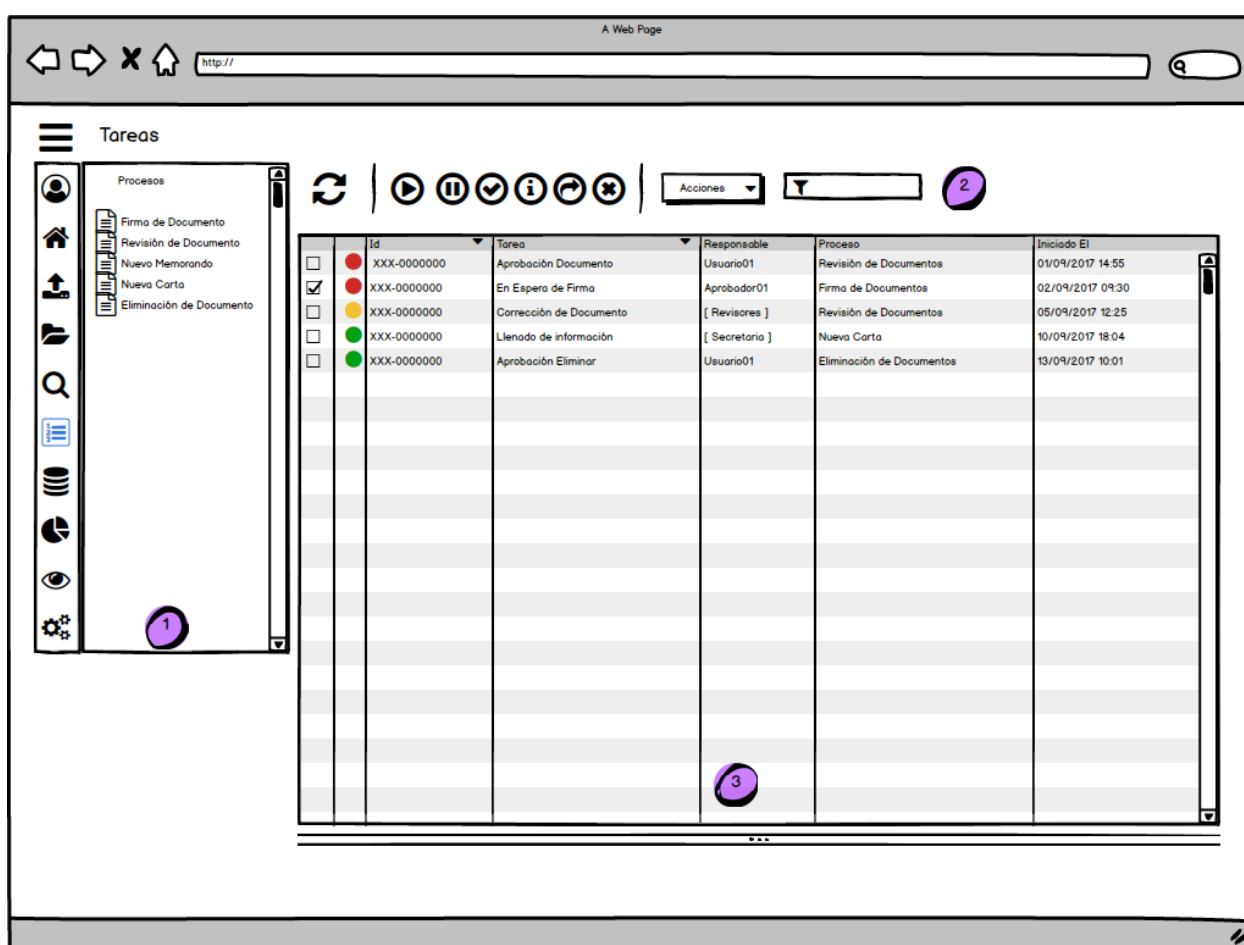 A Web Page
http://
Tareas
Procesos
Firma de Documento
Revisión de Documento
Nuevo Memorando
Nueva Carta
Eliminación de Documento
1
Acciones
2
Id Tarea Responsable Proceso Iniciado El
XXX-0000000 Aprobación Documento Usuario01 Revisión de Documentos 01/09/2017 14:55
XXX-0000000 En Espera de Firma Aprobador01 Firma de Documentos 02/09/2017 09:30
XXX-0000000 Corrección de Documento [ Revisores ] Revisión de Documentos 05/09/2017 12:25
XXX-0000000 Llenado de información [ Secretaria ] Nueva Carta 10/09/2017 18:04
XXX-0000000 Aprobación Eliminar Usuario01 Eliminación de Documentos 13/09/2017 10:01
3